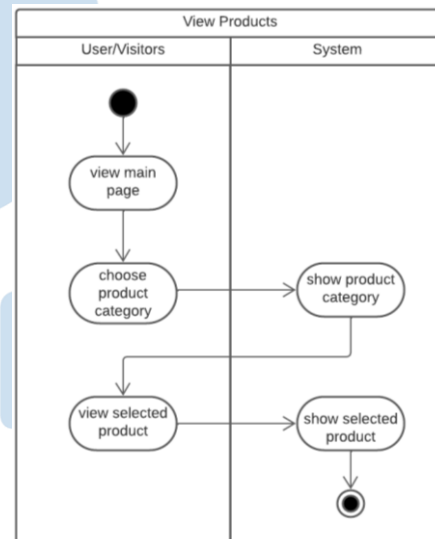 View Products
User/Visitors
System
view main
page
choose
product
category
show product
category
view selected
product
show selected
product